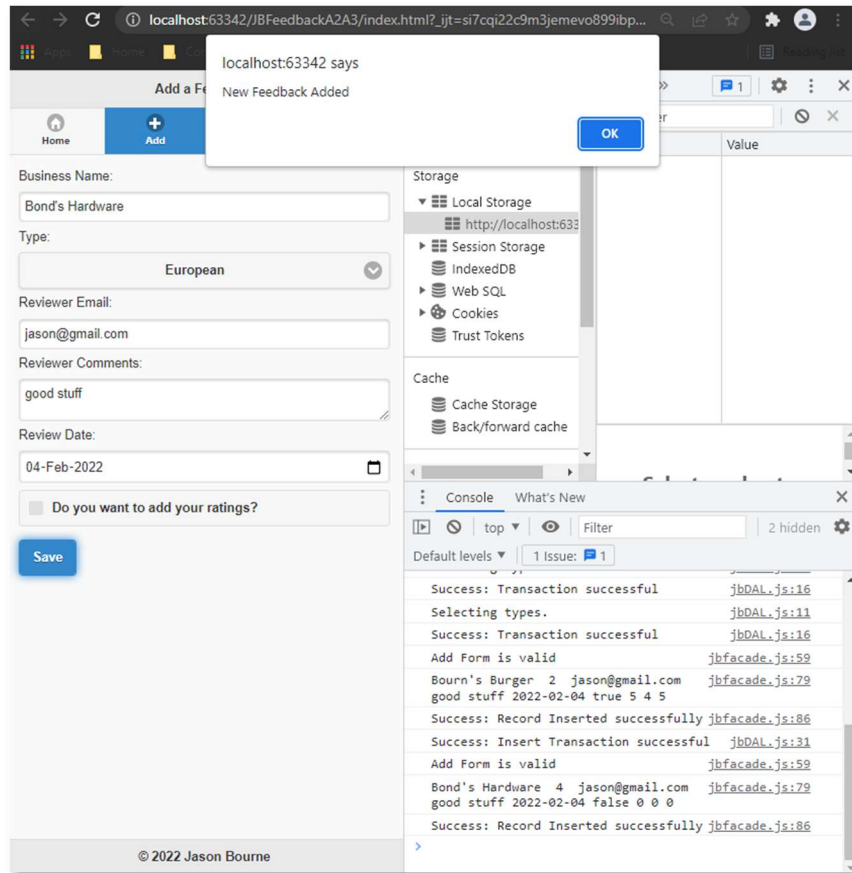 localhost:63342/JBFeedbackA2A3/index.html?_ijt=si7cqi22c9m3jemevo899ibp...
Apps Home Reading list
localhost:63342 says
New Feedback Added
OK
Add a Fe
1
Home
Add
Value
Business Name:
Bond's Hardware
Type:
European
Reviewer Email:
jason@gmail.com
Reviewer Comments:
good stuff
Review Date:
04-Feb-2022
Do you want to add your ratings?
Save
© 2022 Jason Bourne
Storage
Local Storage
http://localhost:633
Session Storage
IndexedDB
Web SQL
Cookies
Trust Tokens
Cache
Cache Storage
Back/forward cache
Console What's New
top Filter 2 hidden
Default levels 1 Issue: 1
Success: Transaction successful jbDAL.js:16
Selecting types. jbDAL.js:11
Success: Transaction successful jbDAL.js:16
Add Form is valid jbfacade.js:59
Bourn's Burger 2 jason@gmail.com jbfacade.js:79
good stuff 2022-02-04 true 5 4 5
Success: Record Inserted successfully jbfacade.js:86
Success: Insert Transaction successful jbDAL.js:31
Add Form is valid jbfacade.js:59
Bond's Hardware 4 jason@gmail.com jbfacade.js:79
good stuff 2022-02-04 false 0 0 0
Success: Record Inserted successfully jbfacade.js:86